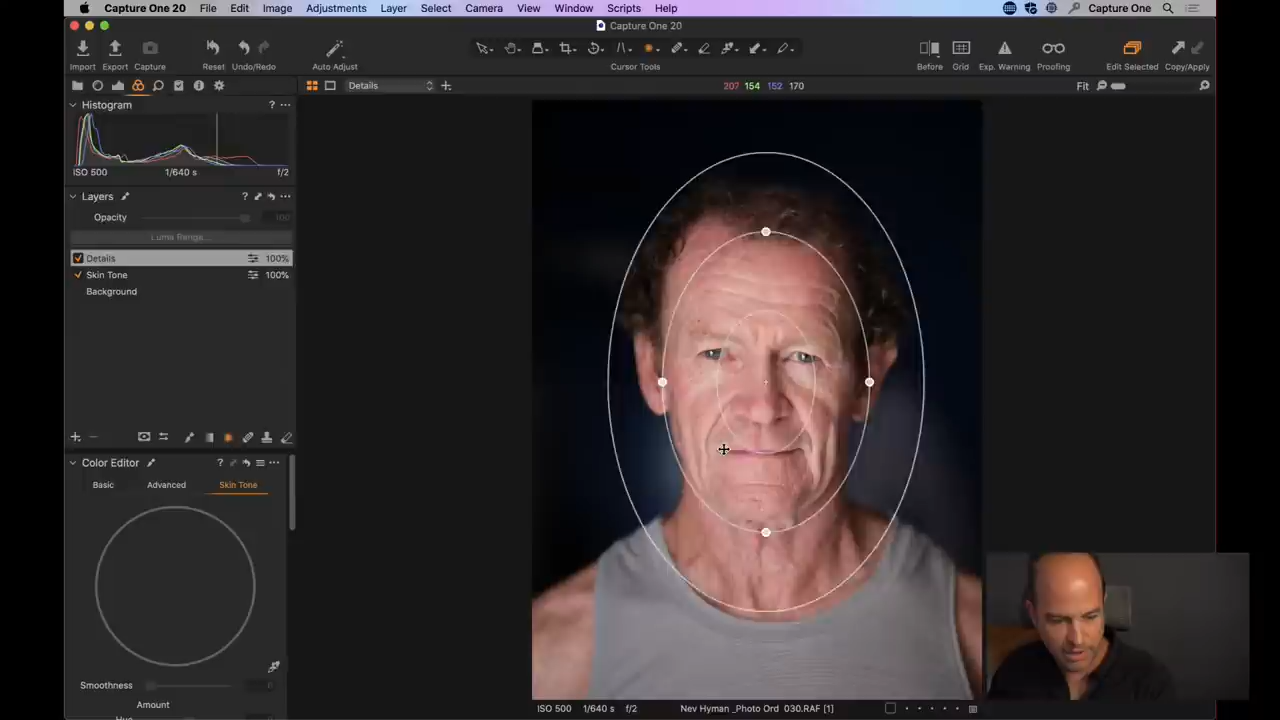 Capture One 20 File Edit Image Adjustments Layer Select Camera View Window Scripts Help Capture One
Capture One 20
Import Export Capture Reset Undo/Redo Auto Adjust Cursor Tools Before Grid Exp. Warning Proofing Edit Selected Copy/Apply
Details 207 154 152 170 Fit
Histogram ? ...
ISO 500 1/640 s f/2
Layers ? ...
Opacity 100
Luma Range...
Details 100%
Skin Tone 100%
Background
Color Editor ? ...
Basic Advanced Skin Tone
Smoothness 0
Amount
Hue
ISO 500 1/640 s f/2 Nev Hyman _Photo Ord 030.RAF [1]